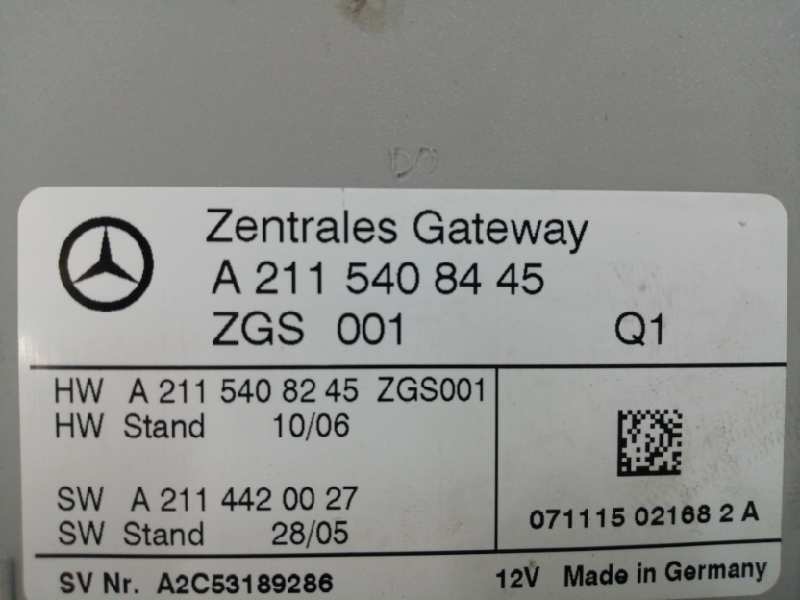 Zentrales Gateway
A 211 540 84 45
ZGS 001 Q1
HW A 211 540 82 45 ZGS001
HW Stand 10/06
SW A 211 442 00 27
SW Stand 28/05
071115 02168 2 A
SV Nr. A2C53189286
12V Made in Germany